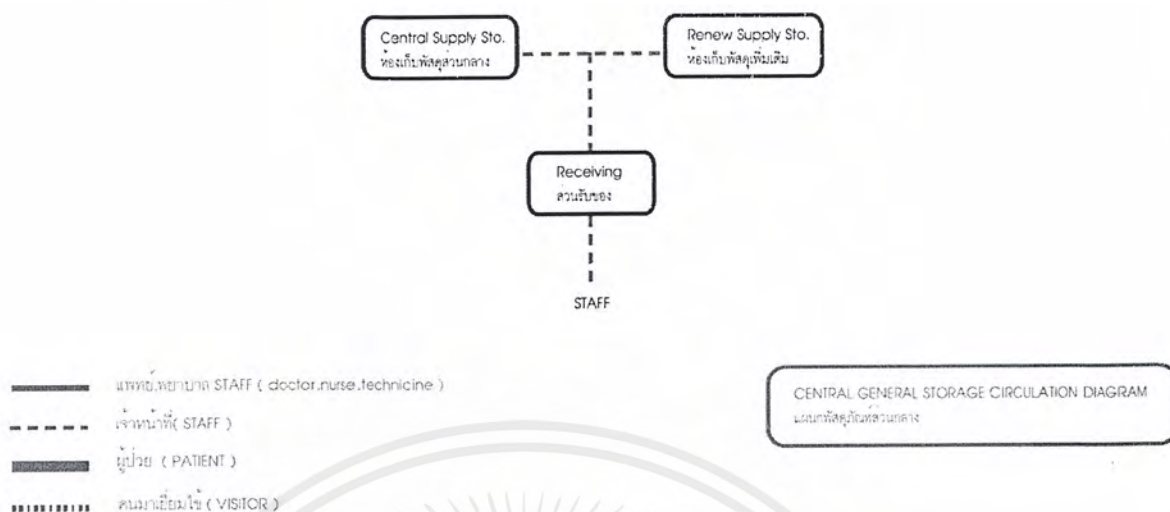 Central Supply Sto.
ห้องเก็บพัสดุส่วนกลาง
Renew Supply Sto.
ห้องเก็บพัสดุเพิ่มเติม
Receiving
ส่วนรับของ
STAFF
แพทย์,พยาบาล STAFF ( doctor,nurse,technicine )
เจ้าหน้าที่( STAFF )
ผู้ป่วย ( PATIENT )
คนมาเยี่ยมไข้ ( VISITOR )
CENTRAL GENERAL STORAGE CIRCULATION DIAGRAM
แผนกพัสดุภัณฑ์ส่วนกลาง